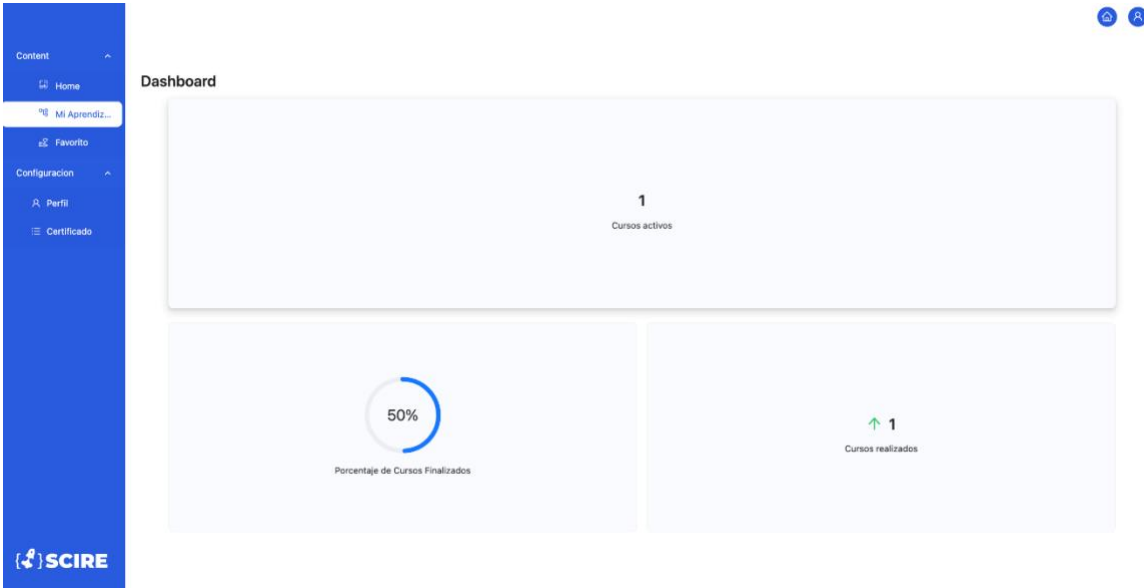 Content
Home
Mi Aprendiz...
Favorito
Configuracion
Perfil
Certificado
{}SCIRE
Dashboard
1
Cursos activos
50%
Porcentaje de Cursos Finalizados
1
Cursos realizados